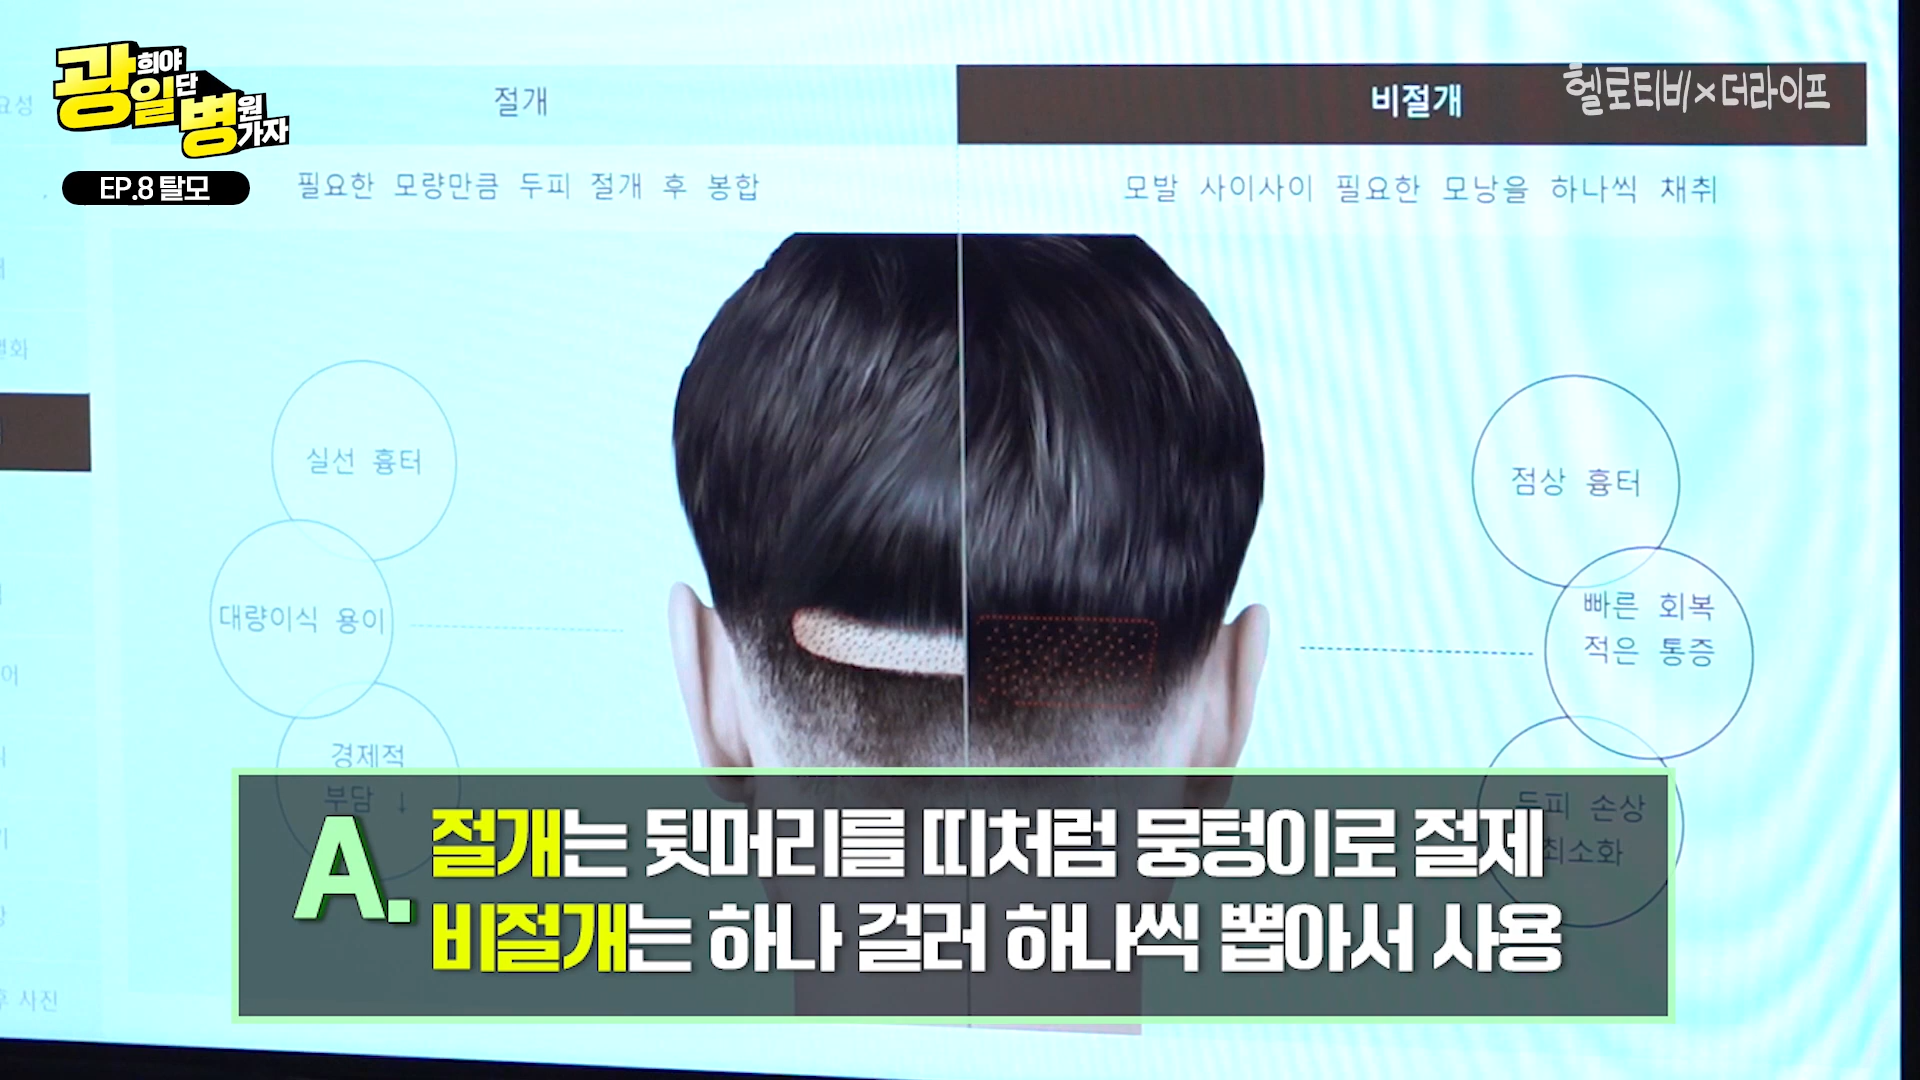 광희야
일단
병원
가자
EP.8 탈모
헬로티비×더라이프
절개
비절개
필요한 모량만큼 두피 절개 후 봉합
모발 사이사이 필요한 모낭을 하나씩 채취
실선 흉터
대량이식 용이
경제적
부담 ↓
점상 흉터
빠른 회복
적은 통증
두피 손상
최소화
후 사진
A. 절개는 뒷머리를 띠처럼 뭉텅이로 절제
비절개는 하나 걸러 하나씩 뽑아서 사용